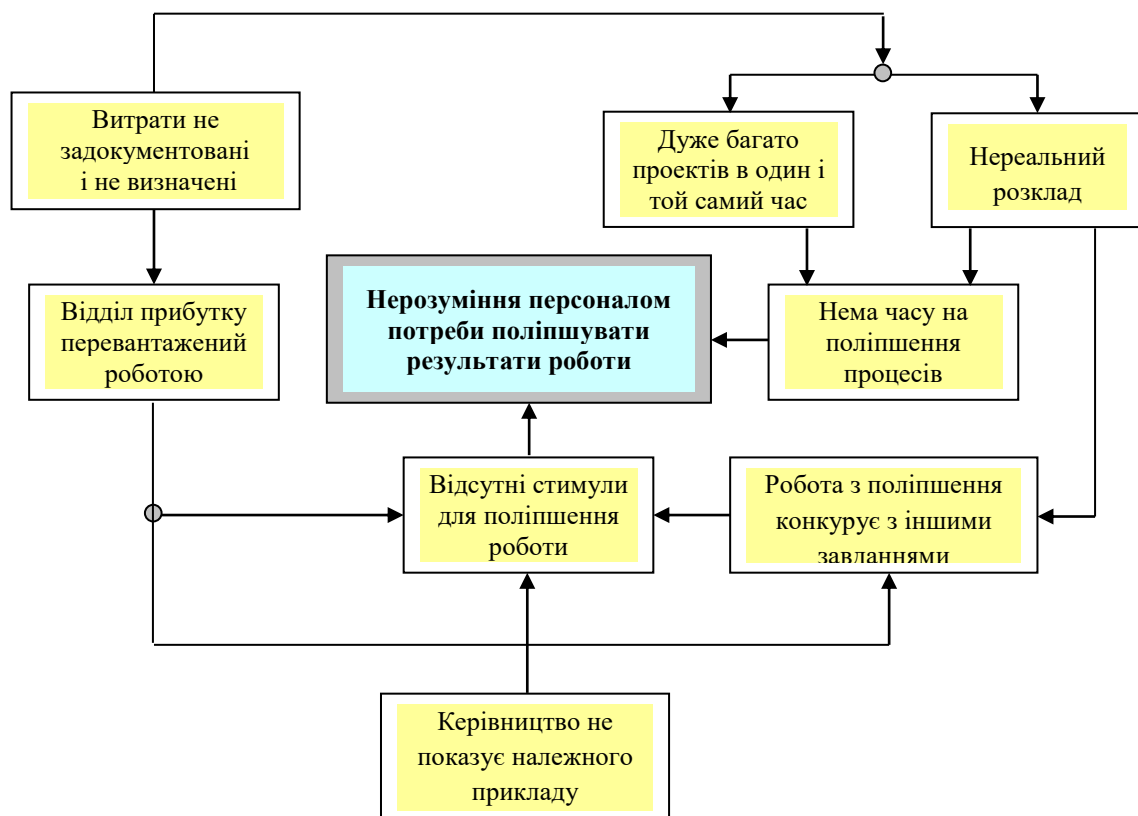 Витрати не
задокументовані
і не визначені
Дуже багато
проектів в один і
той самий час
Нереальний
розклад
Відділ прибутку
перевантажений
роботою
Нерозуміння персоналом
потреби поліпшувати
результати роботи
Нема часу на
поліпшення
процесів
Відсутні стимули
для поліпшення
роботи
Робота з поліпшення
конкурує з іншими
завданнями
Керівництво не
показує належного
прикладу